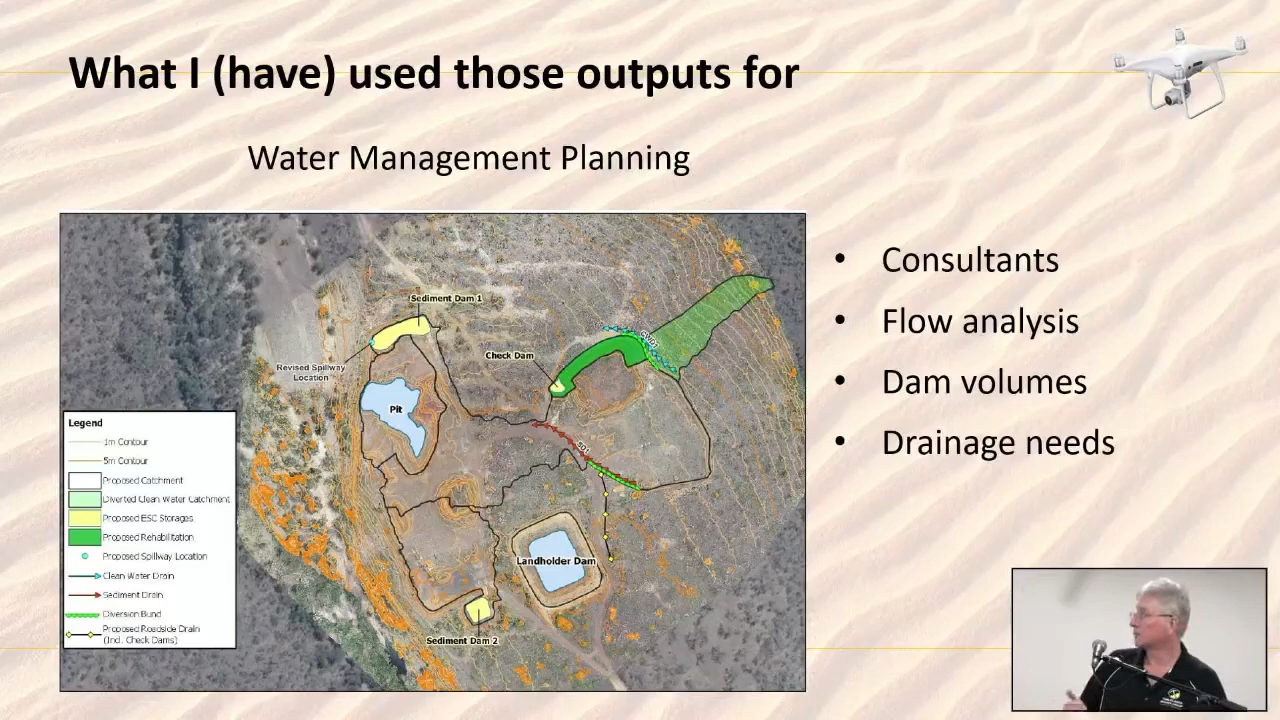 What I (have) used those outputs for
Water Management Planning
Sediment Dam 1
CWD1
Check Dam
Revised Spillway
Location
Pit
SD1
Legend
1m Contour
5m Contour
Proposed Catchment
Diverted Clean Water Catchment
Proposed ESC Storages
Proposed Rehabilitation
Proposed Spillway Location
Clean Water Drain
Sediment Drain
Diversion Bund
Proposed Roadside Drain
(Incl. Check Dams)
Landholder Dam
Sediment Dam 2
• Consultants
• Flow analysis
• Dam volumes
• Drainage needs